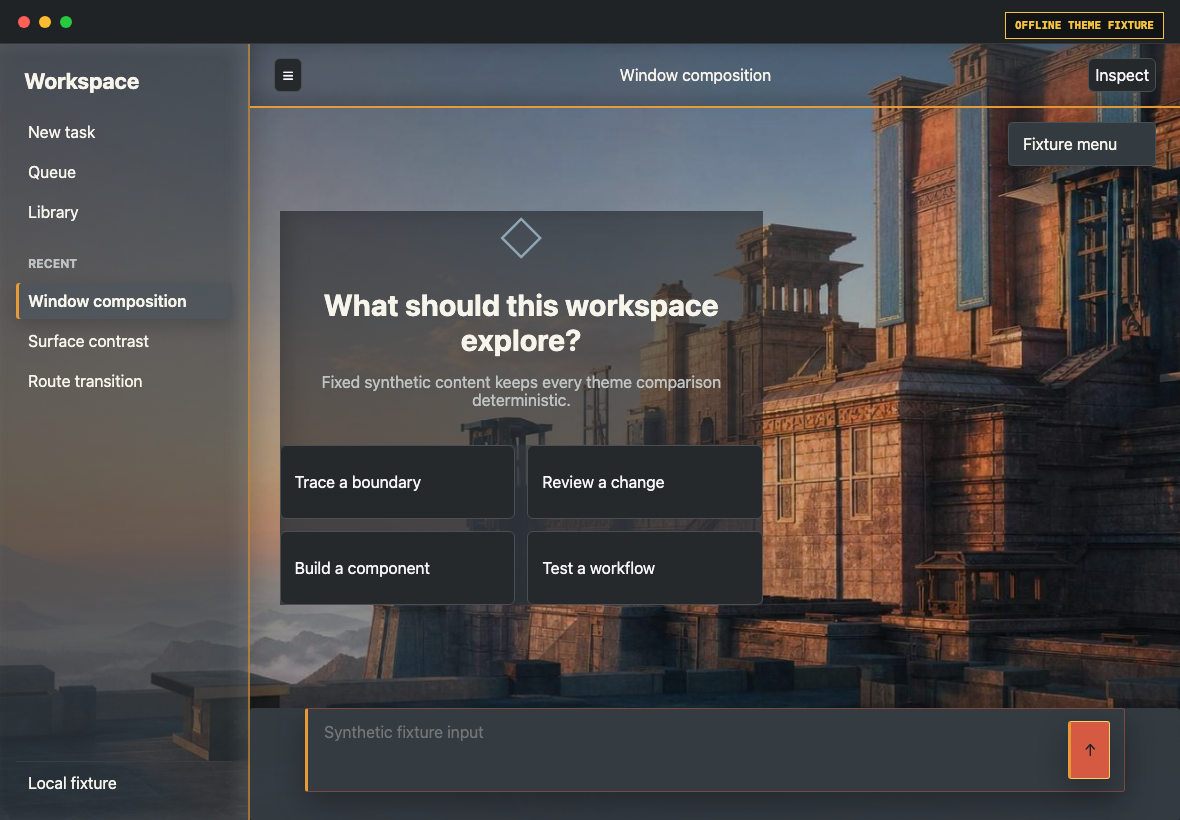 OFFLINE THEME FIXTURE
Workspace
New task
Queue
Library
RECENT
Window composition
Surface contrast
Route transition
Local fixture
Window composition
Inspect
Fixture menu
What should this workspace
explore?
Fixed synthetic content keeps every theme comparison
deterministic.
Trace a boundary
Review a change
Build a component
Test a workflow
Synthetic fixture input